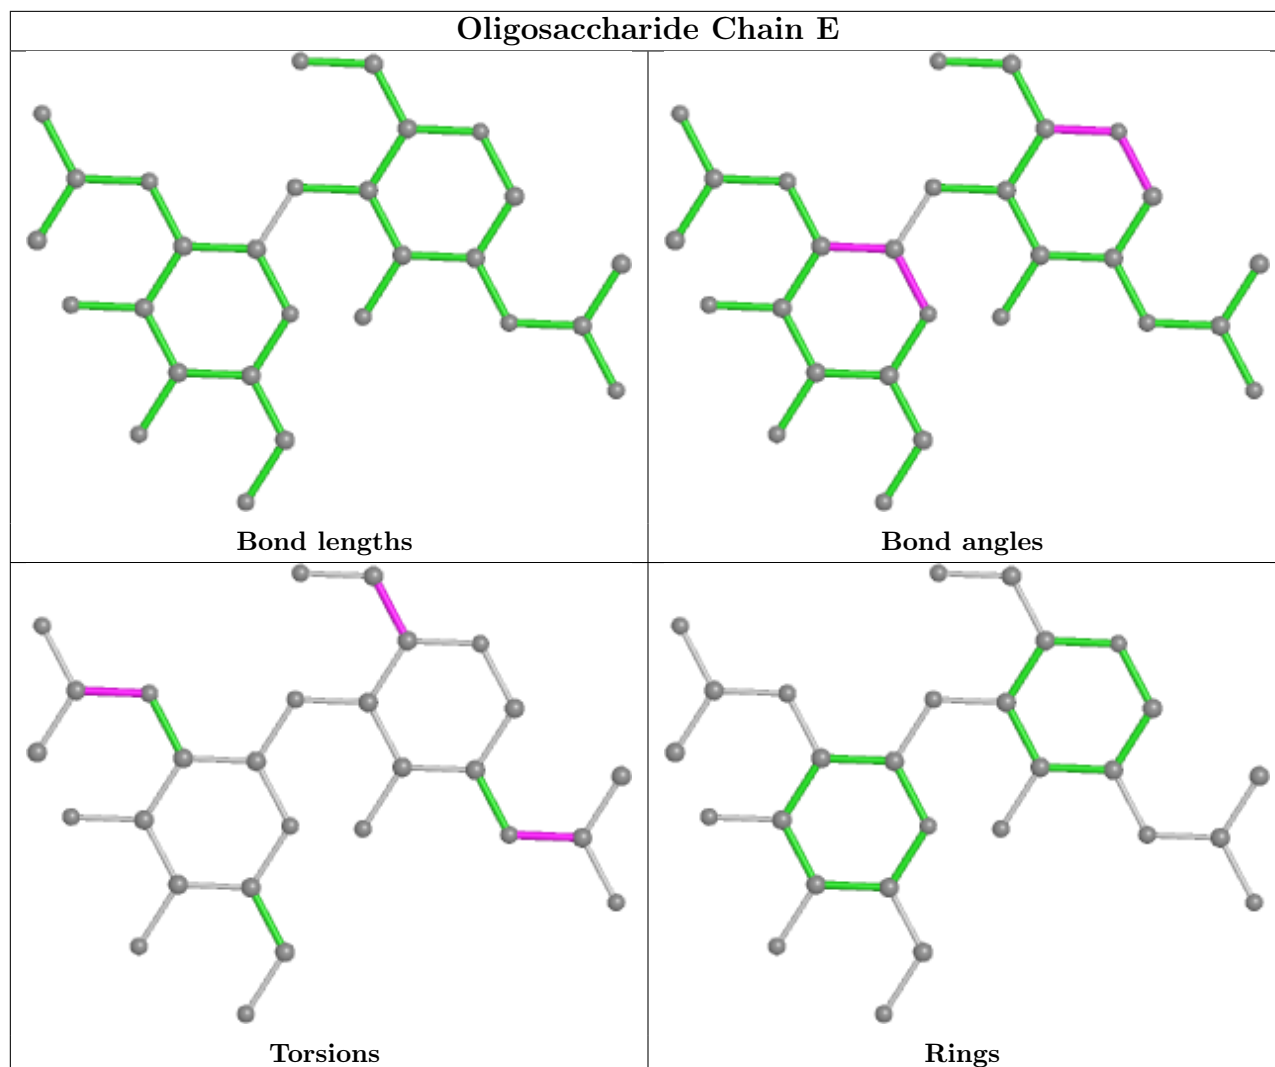 Oligosaccharide Chain E
Bond lengths
Bond angles
Torsions
Rings